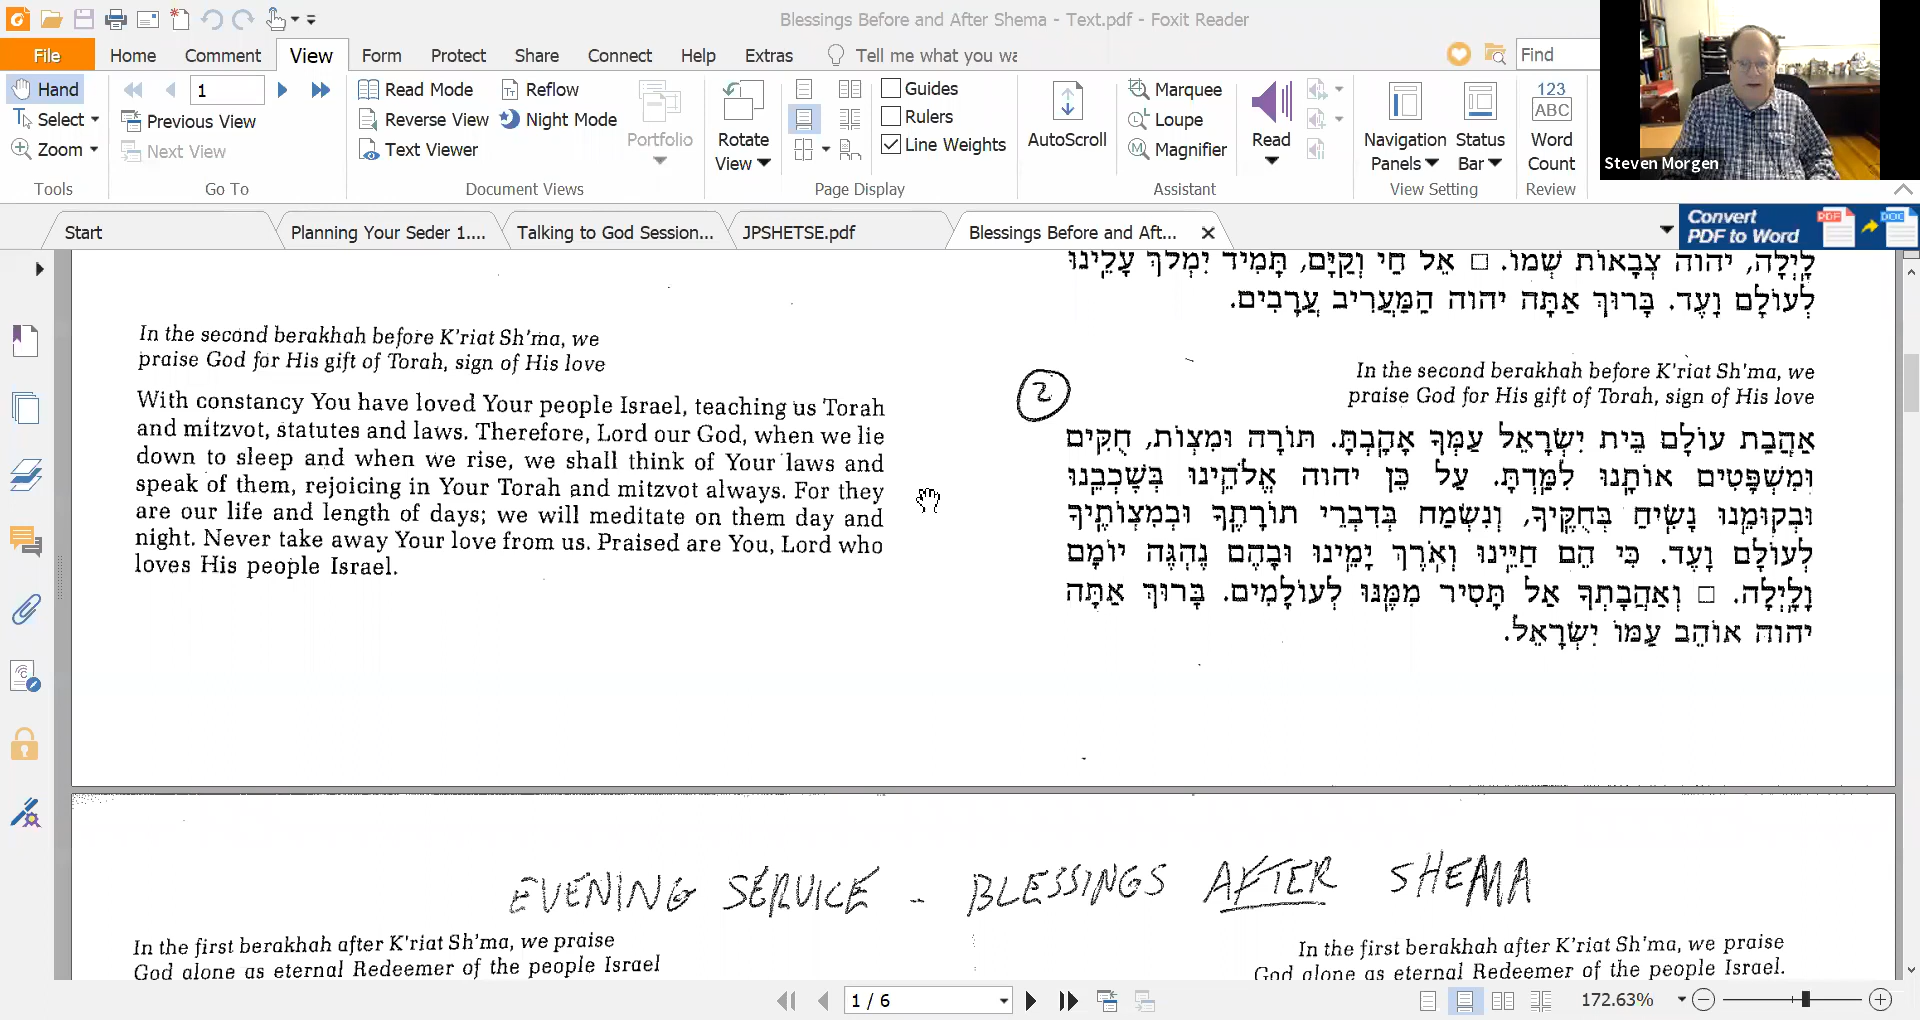 Blessings Before and After Shema - Text.pdf - Foxit Reader
File Home Comment View Form Protect Share Connect Help Extras Tell me what you wa Find
Hand 1 Read Mode Reflow Guides Marquee 123
Select Previous View Reverse View Night Mode Rulers Loupe ABC
Zoom Next View Text Viewer Portfolio Rotate View Line Weights AutoScroll Magnifier Read Navigation Panels Status Bar Word Count
Tools Go To Document Views Page Display Assistant View Setting Review
Steven Morgen
Start Planning Your Seder 1.... Talking to God Session... JPSHETSE.pdf Blessings Before and Aft...
Convert PDF DOC
PDF to Word
לָֽיְלָה, יהוה צְבָאוֹת שְׁמוֹ. □ אֵל חַי וְקַיָּם, תָּמִיד יִמְלֹךְ עָלֵֽינוּ
לְעוֹלָם וָעֶד. בָּרוּךְ אַתָּה יהוה הַמַּעֲרִיב עֲרָבִים.
In the second berakhah before K'riat Sh'ma, we
praise God for His gift of Torah, sign of His love
With constancy You have loved Your people Israel, teaching us Torah
and mitzvot, statutes and laws. Therefore, Lord our God, when we lie
down to sleep and when we rise, we shall think of Your laws and
speak of them, rejoicing in Your Torah and mitzvot always. For they
are our life and length of days; we will meditate on them day and
night. Never take away Your love from us. Praised are You, Lord who
loves His people Israel.
2
In the second berakhah before K'riat Sh'ma, we
praise God for His gift of Torah, sign of His love
אַהֲבַת עוֹלָם בֵּית יִשְׂרָאֵל עַמְּךָ אָהָבְתָּ. תּוֹרָה וּמִצְוֹת, חֻקִּים
וּמִשְׁפָּטִים אוֹתָֽנוּ לִמַּֽדְתָּ. עַל כֵּן יהוה אֱלֹהֵֽינוּ בְּשָׁכְבֵּֽנוּ
וּבְקוּמֵֽנוּ נָשִֽׂיחַ בְּחֻקֶּֽיךָ, וְנִשְׂמַח בְּדִבְרֵי תוֹרָתֶֽךָ וּבְמִצְוֹתֶֽיךָ
לְעוֹלָם וָעֶד. כִּי הֵם חַיֵּֽינוּ וְאֹֽרֶךְ יָמֵֽינוּ וּבָהֶם נֶהְגֶּה יוֹמָם
וָלָֽיְלָה. □ וְאַהֲבָתְךָ אַל תָּסִיר מִמֶּֽנּוּ לְעוֹלָמִים. בָּרוּךְ אַתָּה
יהוה אוֹהֵב עַמּוֹ יִשְׂרָאֵל.
EVENING SERVICE - BLESSINGS AFTER SHEMA
In the first berakhah after K'riat Sh'ma, we praise
God alone as eternal Redeemer of the people Israel
In the first berakhah after K'riat Sh'ma, we praise
God alone as eternal Redeemer of the people Israel.
1 / 6 172.63%